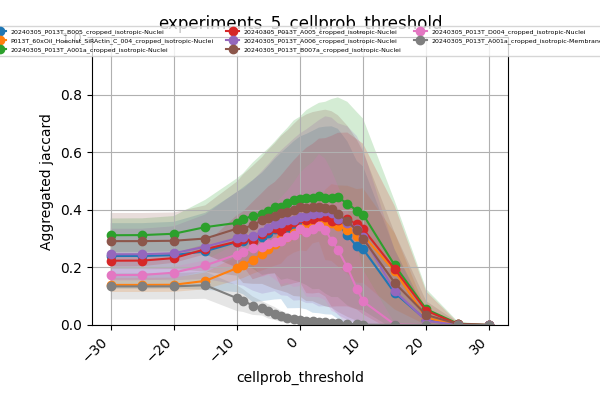 experiments_5_cellprob_threshold
20240305_P013T_B005_cropped_isotropic-Nuclei
20240305_P013T_A005_cropped_isotropic-Nuclei
20240305_P013T_D004_cropped_isotropic-Nuclei
P013T_60xOil_Hoechst_SiRActin_C_004_cropped_isotropic-Nuclei
20240305_P013T_A006_cropped_isotropic-Nuclei
20240305_P013T_A001a_cropped_isotropic-Membrane
20240305_P013T_A001a_cropped_isotropic-Nuclei
20240305_P013T_B007a_cropped_isotropic-Nuclei
Aggregated jaccard
0.8
0.6
0.4
0.2
0.0
−30
−20
−10
0
10
20
30
cellprob_threshold